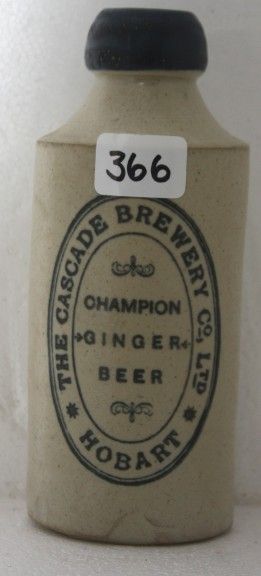 366
THE CASCADE BREWERY Co, LTD
CHAMPION
GINGER
BEER
HOBART